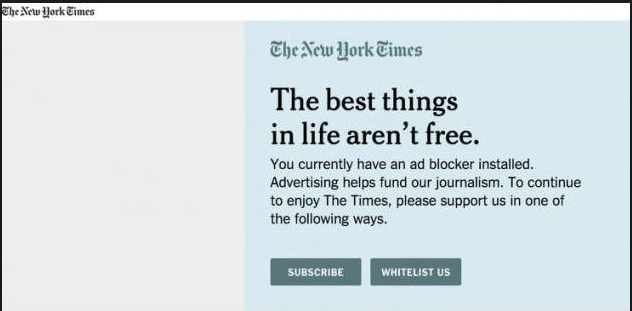 The New York Times
The New York Times
The best things
in life aren't free.
You currently have an ad blocker installed.
Advertising helps fund our journalism. To continue
to enjoy The Times, please support us in one of
the following ways.
SUBSCRIBE WHITELIST US